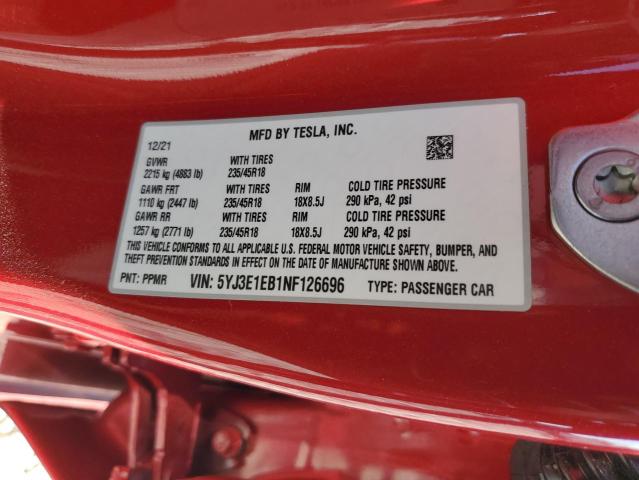 MFD BY TESLA, INC.
12/21
GVWR WITH TIRES
2215 kg (4883 lb) 235/45R18
GAWR FRT WITH TIRES RIM COLD TIRE PRESSURE
1110 kg (2447 lb) 235/45R18 18X8.5J 290 kPa, 42 psi
GAWR RR WITH TIRES RIM COLD TIRE PRESSURE
1257 kg (2771 lb) 235/45R18 18X8.5J 290 kPa, 42 psi
THIS VEHICLE CONFORMS TO ALL APPLICABLE U.S. FEDERAL MOTOR VEHICLE SAFETY, BUMPER, AND
THEFT PREVENTION STANDARDS IN EFFECT ON THE DATE OF MANUFACTURE SHOWN ABOVE.
PNT: PPMR VIN: 5YJ3E1EB1NF126696 TYPE: PASSENGER CAR